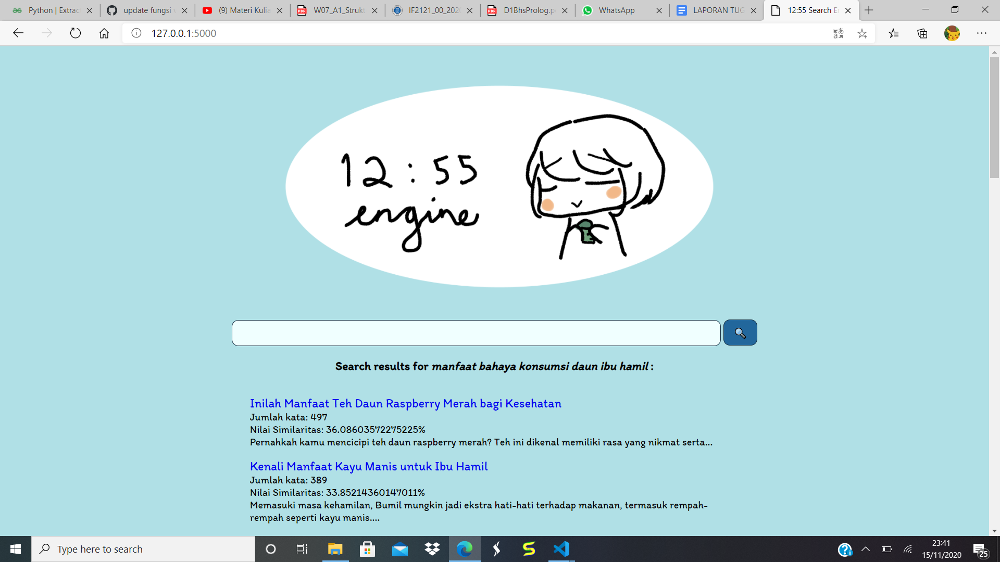 Python | Extrac
update fungsi v
(9) Materi Kulia
W07_A1_Strukt
IF2121_00_2020
D1BhsProlog.p
WhatsApp
LAPORAN TUG
12:55 Search E
127.0.0.1:5000
12:55
engine
Search results for manfaat bahaya konsumsi daun ibu hamil :
Inilah Manfaat Teh Daun Raspberry Merah bagi Kesehatan
Jumlah kata: 497
Nilai Similaritas: 36.08603572275225%
Pernahkah kamu mencicipi teh daun raspberry merah? Teh ini dikenal memiliki rasa yang nikmat serta...
Kenali Manfaat Kayu Manis untuk Ibu Hamil
Jumlah kata: 389
Nilai Similaritas: 33.85214360147011%
Memasuki masa kehamilan, Bumil mungkin jadi ekstra hati-hati terhadap makanan, termasuk rempah-
rempah seperti kayu manis....
Type here to search
23:41
15/11/2020
25